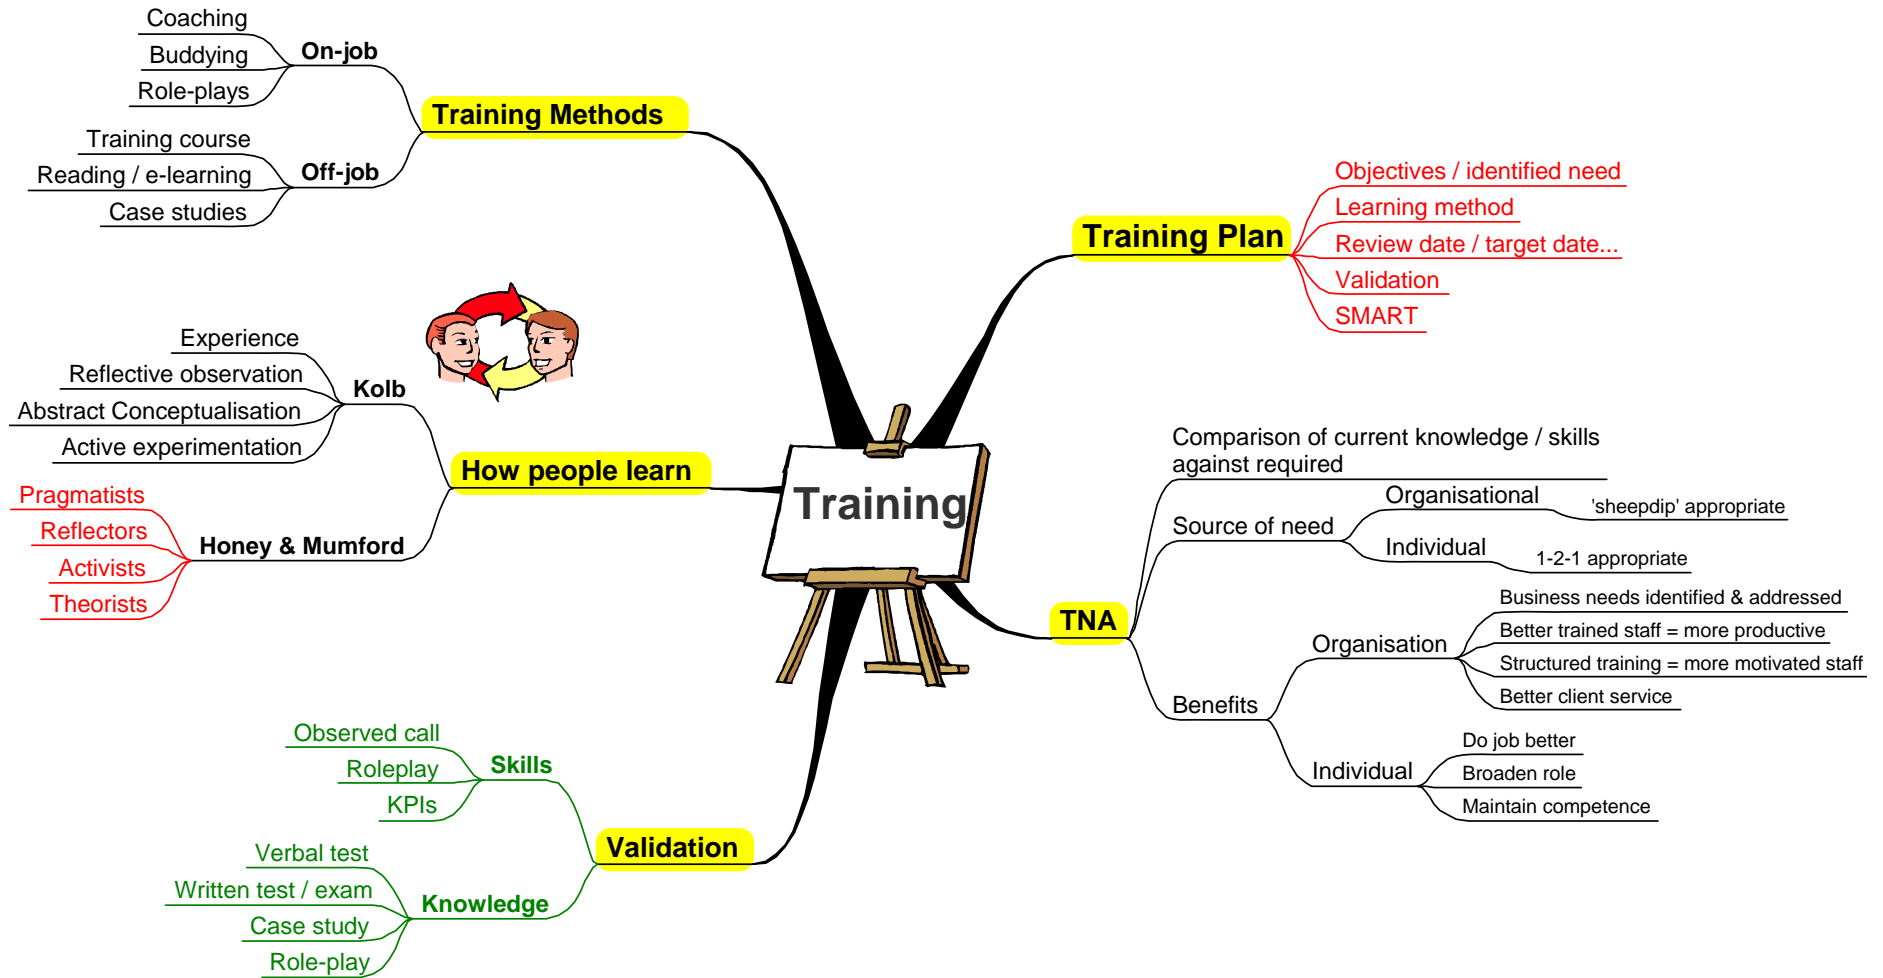 Coaching
Buddying
Role-plays
On-job
Training course
Reading / e-learning
Case studies
Off-job
Training Methods
Experience
Reflective observation
Abstract Conceptualisation
Active experimentation
Kolb
Pragmatists
Reflectors
Activists
Theorists
Honey & Mumford
How people learn
Observed call
Roleplay
KPIs
Skills
Verbal test
Written test / exam
Case study
Role-play
Knowledge
Validation
Training
Training Plan
Objectives / identified need
Learning method
Review date / target date...
Validation
SMART
TNA
Comparison of current knowledge / skills
against required
Source of need
Organisational
'sheepdip' appropriate
Individual
1-2-1 appropriate
Benefits
Organisation
Business needs identified & addressed
Better trained staff = more productive
Structured training = more motivated staff
Better client service
Individual
Do job better
Broaden role
Maintain competence